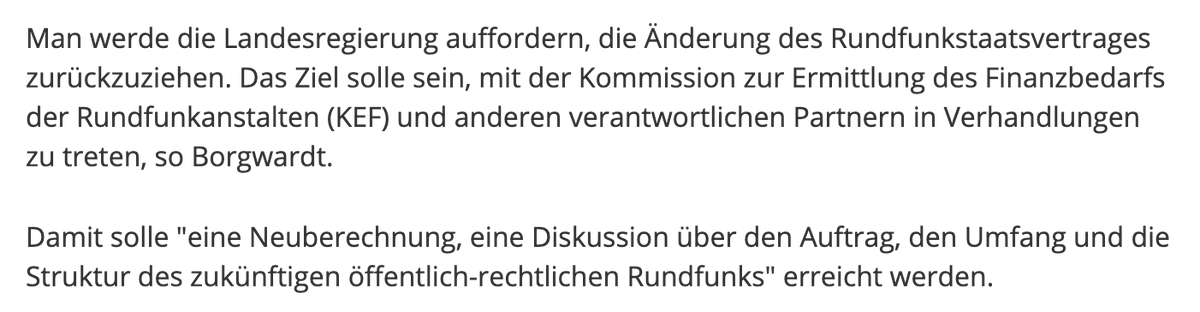 Man werde die Landesregierung auffordern, die Änderung des Rundfunkstaatsvertrages
zurückzuziehen. Das Ziel solle sein, mit der Kommission zur Ermittlung des Finanzbedarfs
der Rundfunkanstalten (KEF) und anderen verantwortlichen Partnern in Verhandlungen
zu treten, so Borgwardt.
Damit solle "eine Neuberechnung, eine Diskussion über den Auftrag, den Umfang und die
Struktur des zukünftigen öffentlich-rechtlichen Rundfunks" erreicht werden.